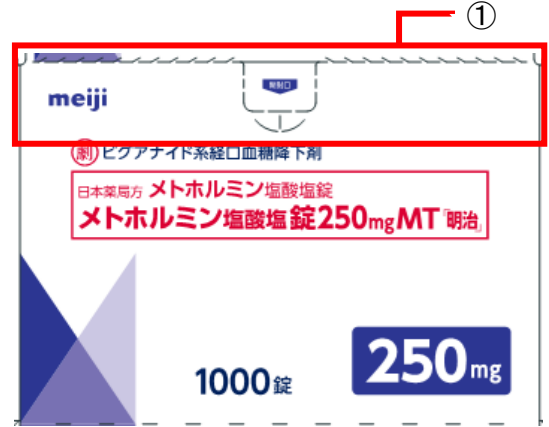 ①
開封口
meiji
劇 ビグアナイド系経口血糖降下剤
日本薬局方 メトホルミン塩酸塩錠
メトホルミン塩酸塩錠250mgMT「明治」
1000錠
250mg